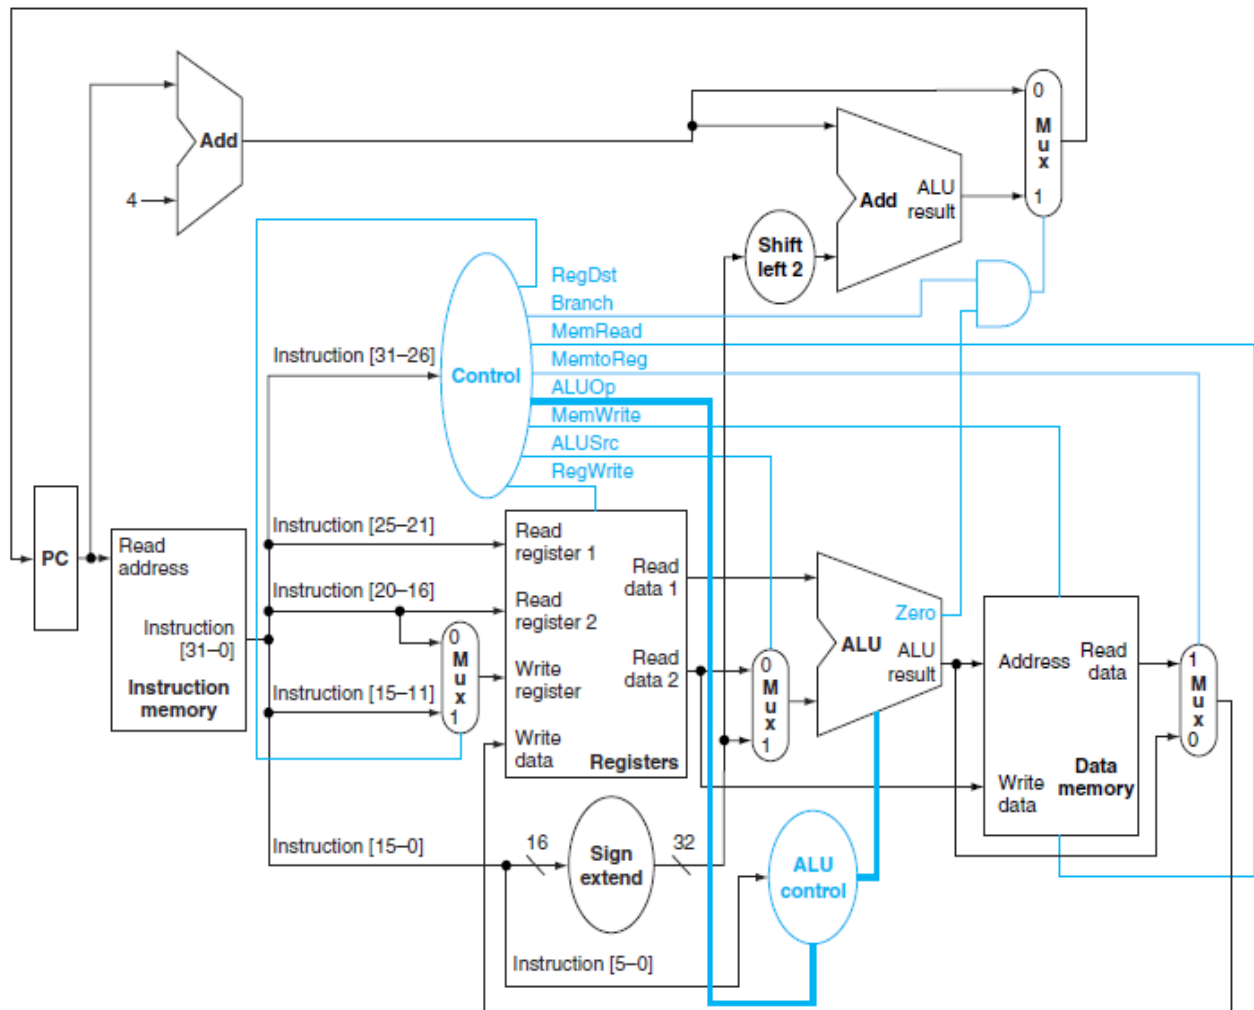 0
M
u
x
1
Add
4
Add
ALU
result
Shift
left 2
RegDst
Branch
MemRead
MemtoReg
ALUOp
MemWrite
ALUSrc
RegWrite
Control
Instruction [31–26]
Instruction [25–21]
Instruction [20–16]
Instruction [15–11]
Instruction [15–0]
Instruction [5–0]
PC
Read
address
Instruction
[31–0]
Instruction
memory
0
M
u
x
1
Read
register 1
Read
register 2
Write
register
Write
data
Read
data 1
Read
data 2
Registers
0
M
u
x
1
Zero
ALU
ALU
result
Address
Read
data
Write
data
Data
memory
1
M
u
x
0
16
Sign
extend
32
ALU
control